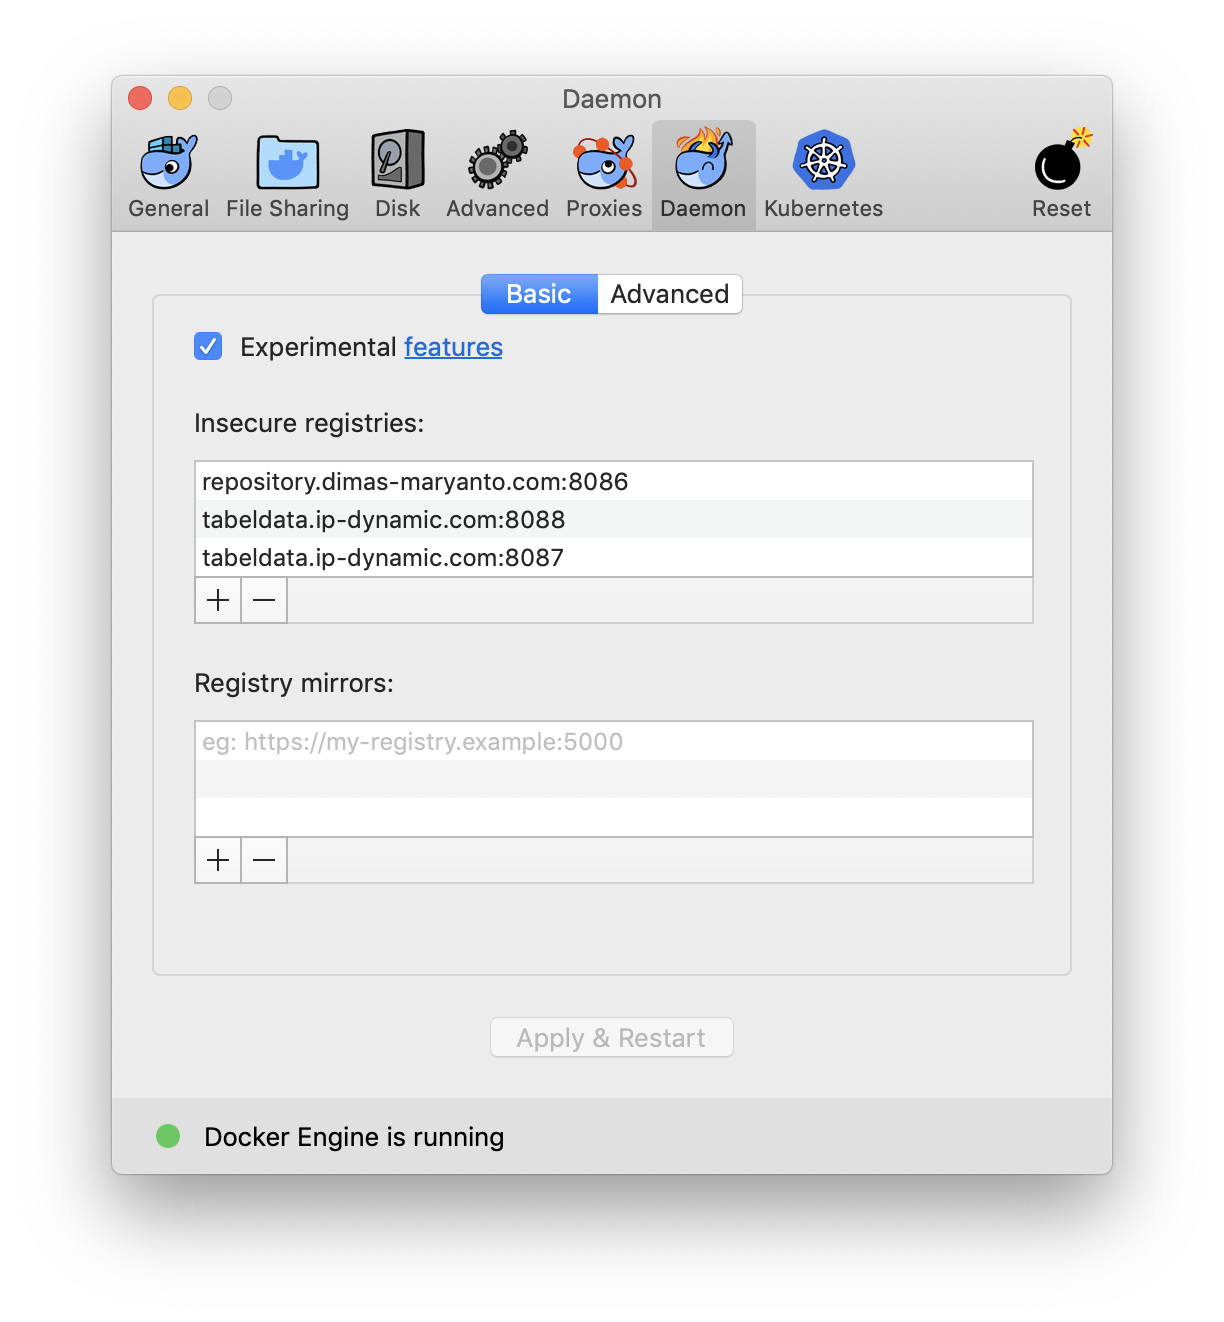 Daemon
General File Sharing Disk Advanced Proxies Daemon Kubernetes Reset
Basic Advanced
Experimental features
Insecure registries:
repository.dimas-maryanto.com:8086
tabeldata.ip-dynamic.com:8088
tabeldata.ip-dynamic.com:8087
Registry mirrors:
eg: https://my-registry.example:5000
Apply & Restart
Docker Engine is running